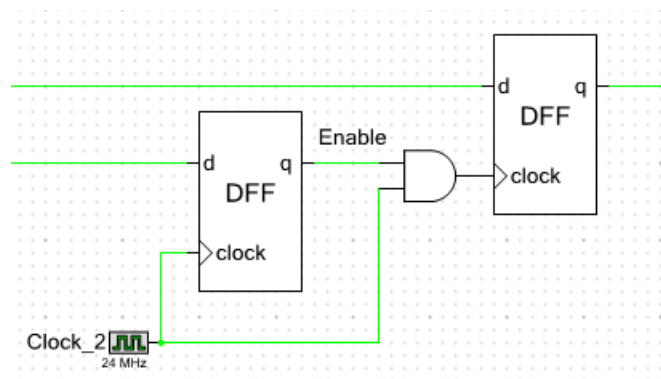 d q
DFF
clock
Enable
d q
DFF
clock
Clock_2
24 MHz